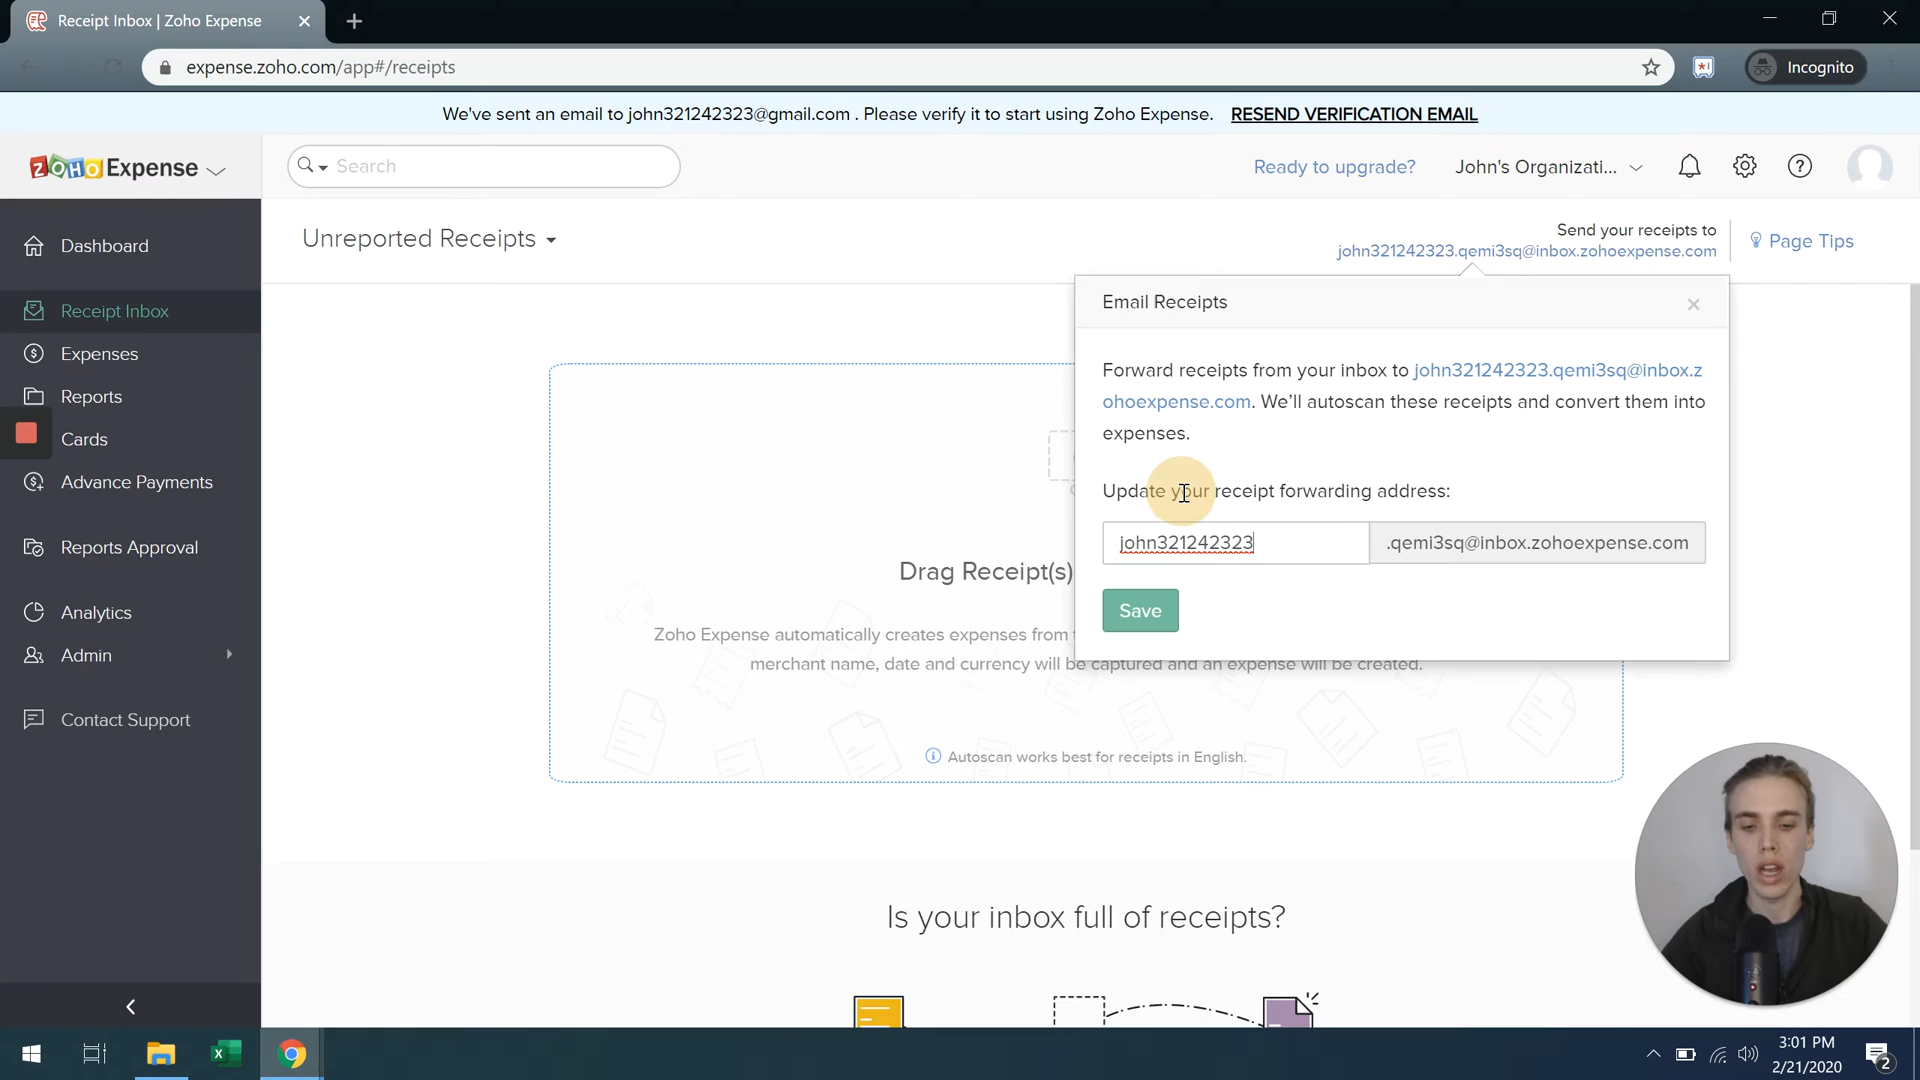 Receipt Inbox | Zoho Expense
expense.zoho.com/app#/receipts
Incognito
We've sent an email to john321242323@gmail.com . Please verify it to start using Zoho Expense. RESEND VERIFICATION EMAIL
ZOHO Expense
Search
Ready to upgrade?
John's Organizati...
Dashboard
Receipt Inbox
Expenses
Reports
Cards
Advance Payments
Reports Approval
Analytics
Admin
Contact Support
Unreported Receipts
Send your receipts to
john321242323.qemi3sq@inbox.zohoexpense.com
Page Tips
Email Receipts
Forward receipts from your inbox to john321242323.qemi3sq@inbox.z
ohoexpense.com. We'll autoscan these receipts and convert them into
expenses.
Update your receipt forwarding address:
john321242323
.qemi3sq@inbox.zohoexpense.com
Save
Drag Receipt(s)
Zoho Expense automatically creates expenses from
merchant name, date and currency will be captured and an expense will be created.
Autoscan works best for receipts in English.
Is your inbox full of receipts?
3:01 PM
2/21/2020
2